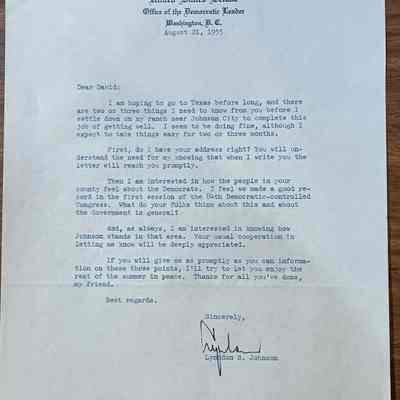 United States Senate
Office of the Democratic Leader
Washington, D. C.
August 21, 1955
Dear David:
I am hoping to go to Texas before long, and there
are two or three things I need to know from you before I
settle down on my ranch near Johnson City to complete this
job of getting well. I seem to be doing fine, although I
expect to take things easy for two or three months.
First, do I have your address right? You will un-
derstand the need for my knowing that when I write you the
letter will reach you promptly.
Then I am interested in how the people in your
county feel about the Democrats. I feel we made a good re-
cord in the first session of the 84th Democratic-controlled
Congress. What do your folks think about this and about
the Government in general?
And, as always, I am interested in knowing how
Johnson stands in that area. Your usual cooperation in
letting me know will be deeply appreciated.
If you will give me as promptly as you can informa-
tion on these three points, I'll try to let you enjoy the
rest of the summer in peace. Thanks for all you've done,
my friend.
Best regards.
Sincerely,
Lyndon
Lyndon B. Johnson